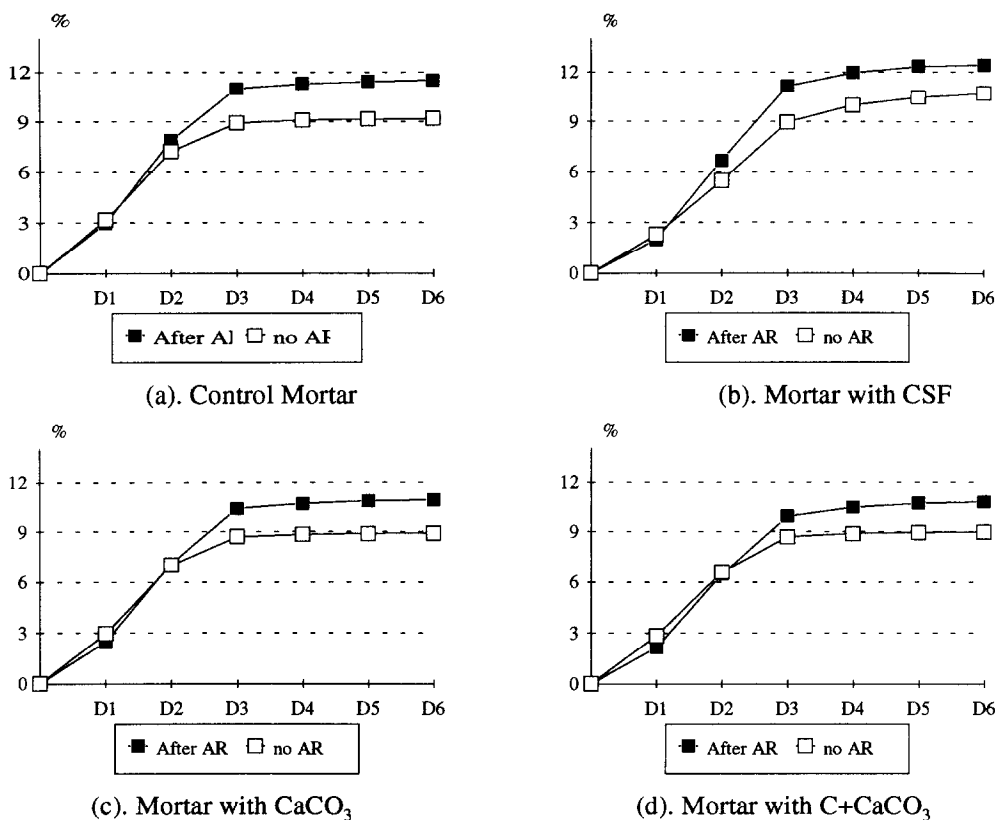 %
12
9
6
3
0
D1 D2 D3 D4 D5 D6
After AI no AF
(a). Control Mortar
%
12
9
6
3
0
D1 D2 D3 D4 D5 D6
After AR no AR
(b). Mortar with CSF
%
12
9
6
3
0
D1 D2 D3 D4 D5 D6
After AR no AR
(c). Mortar with CaCO₃
%
12
9
6
3
0
D1 D2 D3 D4 D5 D6
After AR no AR
(d). Mortar with C+CaCO₃